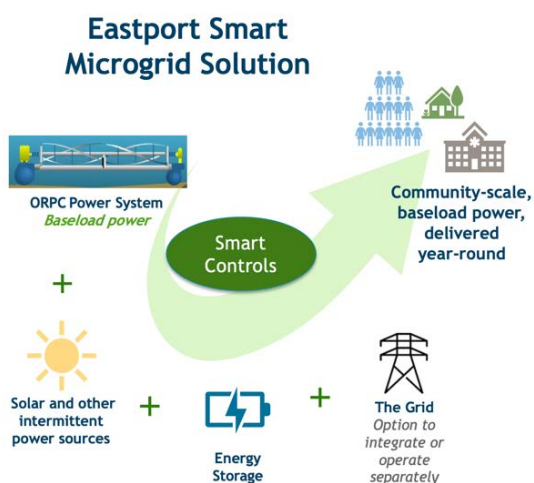 Eastport Smart
Microgrid Solution
ORPC Power System
Baseload power
+
Smart
Controls
Community-scale,
baseload power,
delivered
year-round
Solar and other
intermittent
power sources
+
Energy
Storage
+
The Grid
Option to
integrate or
operate
separately